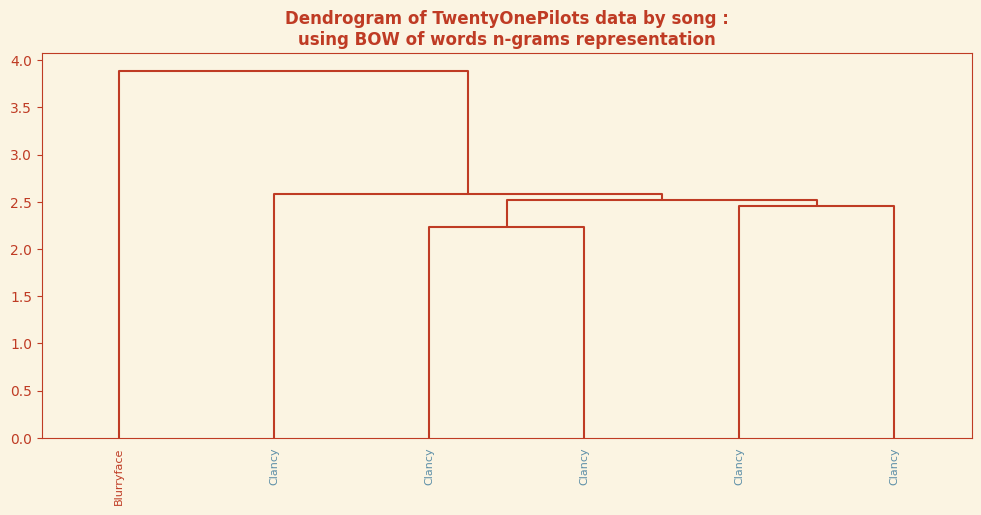 Dendrogram of TwentyOnePilots data by song :
using BOW of words n-grams representation
4.0
3.5
3.0
2.5
2.0
1.5
1.0
0.5
0.0
Blurryface
Clancy
Clancy
Clancy
Clancy
Clancy